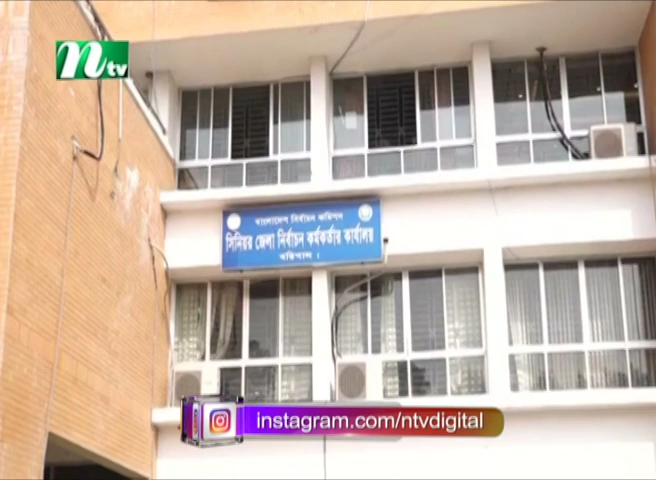 ntv
বাংলাদেশ নির্বাচন কমিশন
সিনিয়র জেলা নির্বাচন কর্মকর্তার কার্যালয়
বরিশাল।
instagram.com/ntvdigital